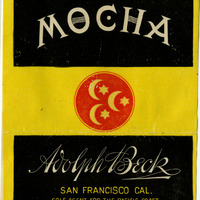 MOCHA
Adolph Beck
SAN FRANCISCO CAL.
SOLE AGENT FOR THE PACIFIC COAST